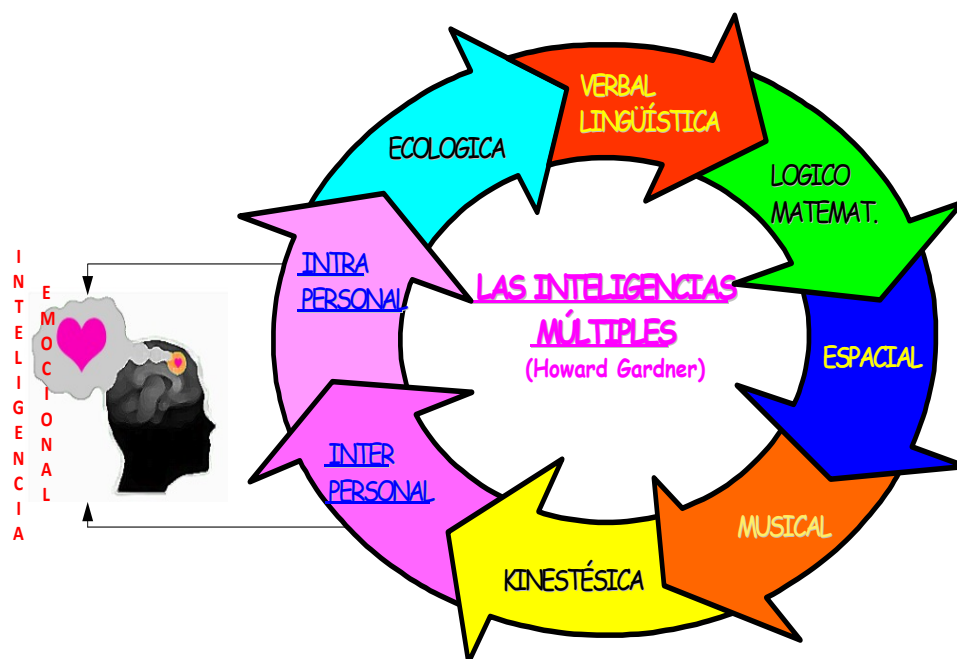 LAS INTELIGENCIAS
MÚLTIPLES
(Howard Gardner)
VERBAL
LINGÜÍSTICA
LOGICO
MATEMAT.
ESPACIAL
MUSICAL
KINESTÉSICA
INTER
PERSONAL
INTRA
PERSONAL
ECOLOGICA
INTELIGENCIA
EMOCIONAL